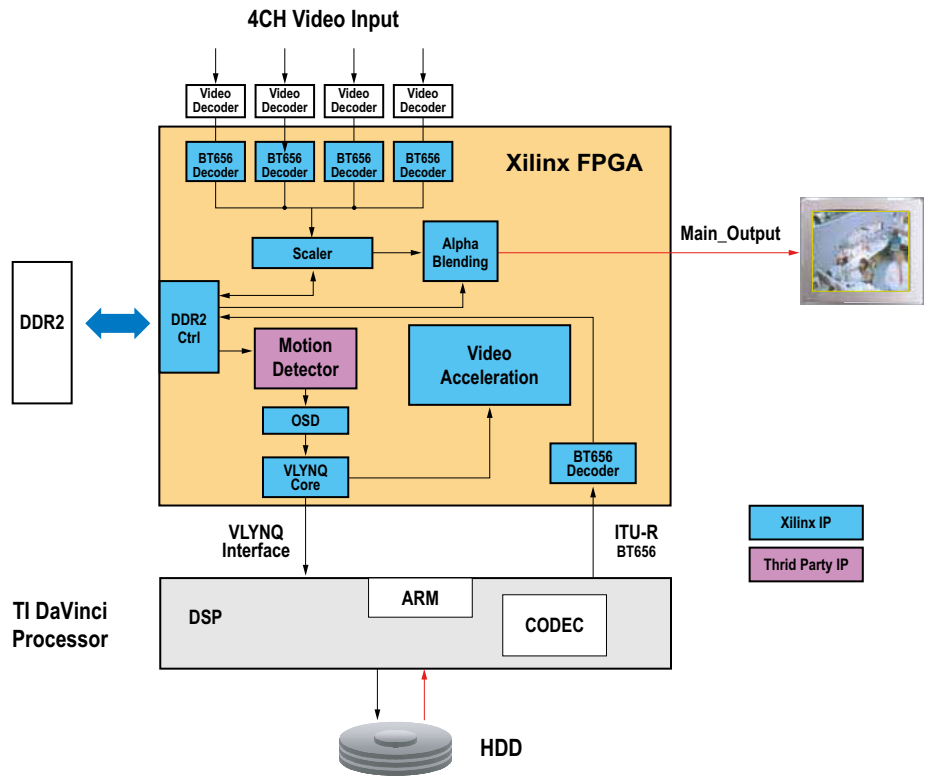 4CH Video Input
Video
Decoder
Video
Decoder
Video
Decoder
Video
Decoder
BT656
Decoder
BT656
Decoder
BT656
Decoder
BT656
Decoder
Xilinx FPGA
Scaler
Alpha
Blending
Main_Output
DDR2
DDR2
Ctrl
Motion
Detector
Video
Acceleration
OSD
VLYNQ
Core
BT656
Decoder
VLYNQ
Interface
ITU-R
BT656
Xilinx IP
Thrid Party IP
TI DaVinci
Processor
DSP
ARM
CODEC
HDD